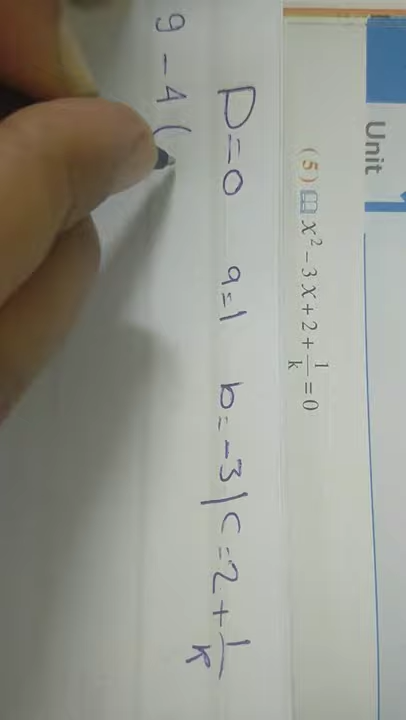 Unit
(5) x² - 3x + 2 + 1/k = 0
D=0 a=1 b=-3 | c=2+1/k
9 - 4(